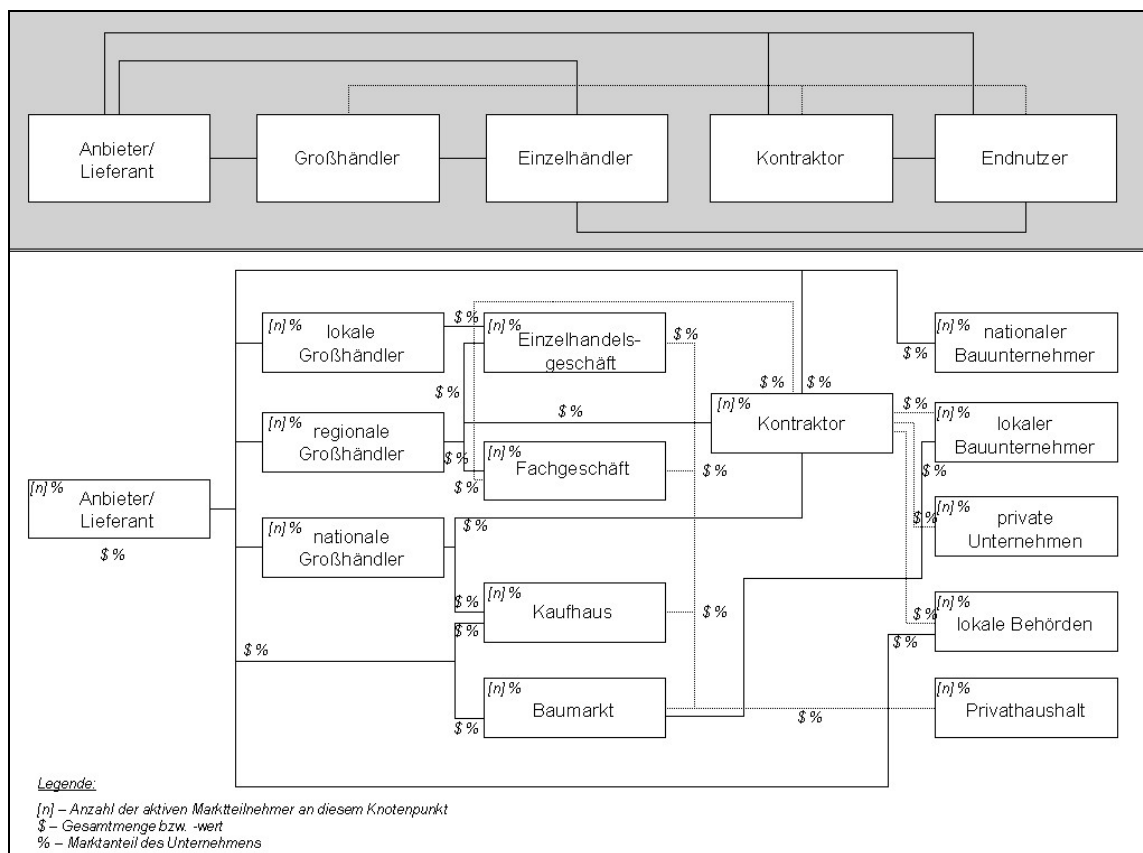 Anbieter/
Lieferant
Großhändler
Einzelhändler
Kontraktor
Endnutzer
[n] %
lokale
Großhändler
$ %
[n] %
Einzelhandels-
geschäft
$ %
[n] %
nationaler
Bauunternehmer
$ %
$ %
$ %
$ %
[n] %
regionale
Großhändler
$ %
$ %
[n] %
Kontraktor
$ %
[n] %
lokaler
Bauunternehmer
$ %
[n] %
Fachgeschäft
$ %
$ %
[n] %
Anbieter/
Lieferant
$ %
[n] %
nationale
Großhändler
$ %
$ %
[n] %
private
Unternehmen
$ %
[n] %
Kaufhaus
$ %
$ %
$ %
[n] %
lokale Behörden
$ %
$ %
[n] %
Baumarkt
$ %
$ %
[n] %
Privathaushalt
Legende:
[n] – Anzahl der aktiven Marktteilnehmer an diesem Knotenpunkt
$ – Gesamtmenge bzw. -wert
% – Marktanteil des Unternehmens